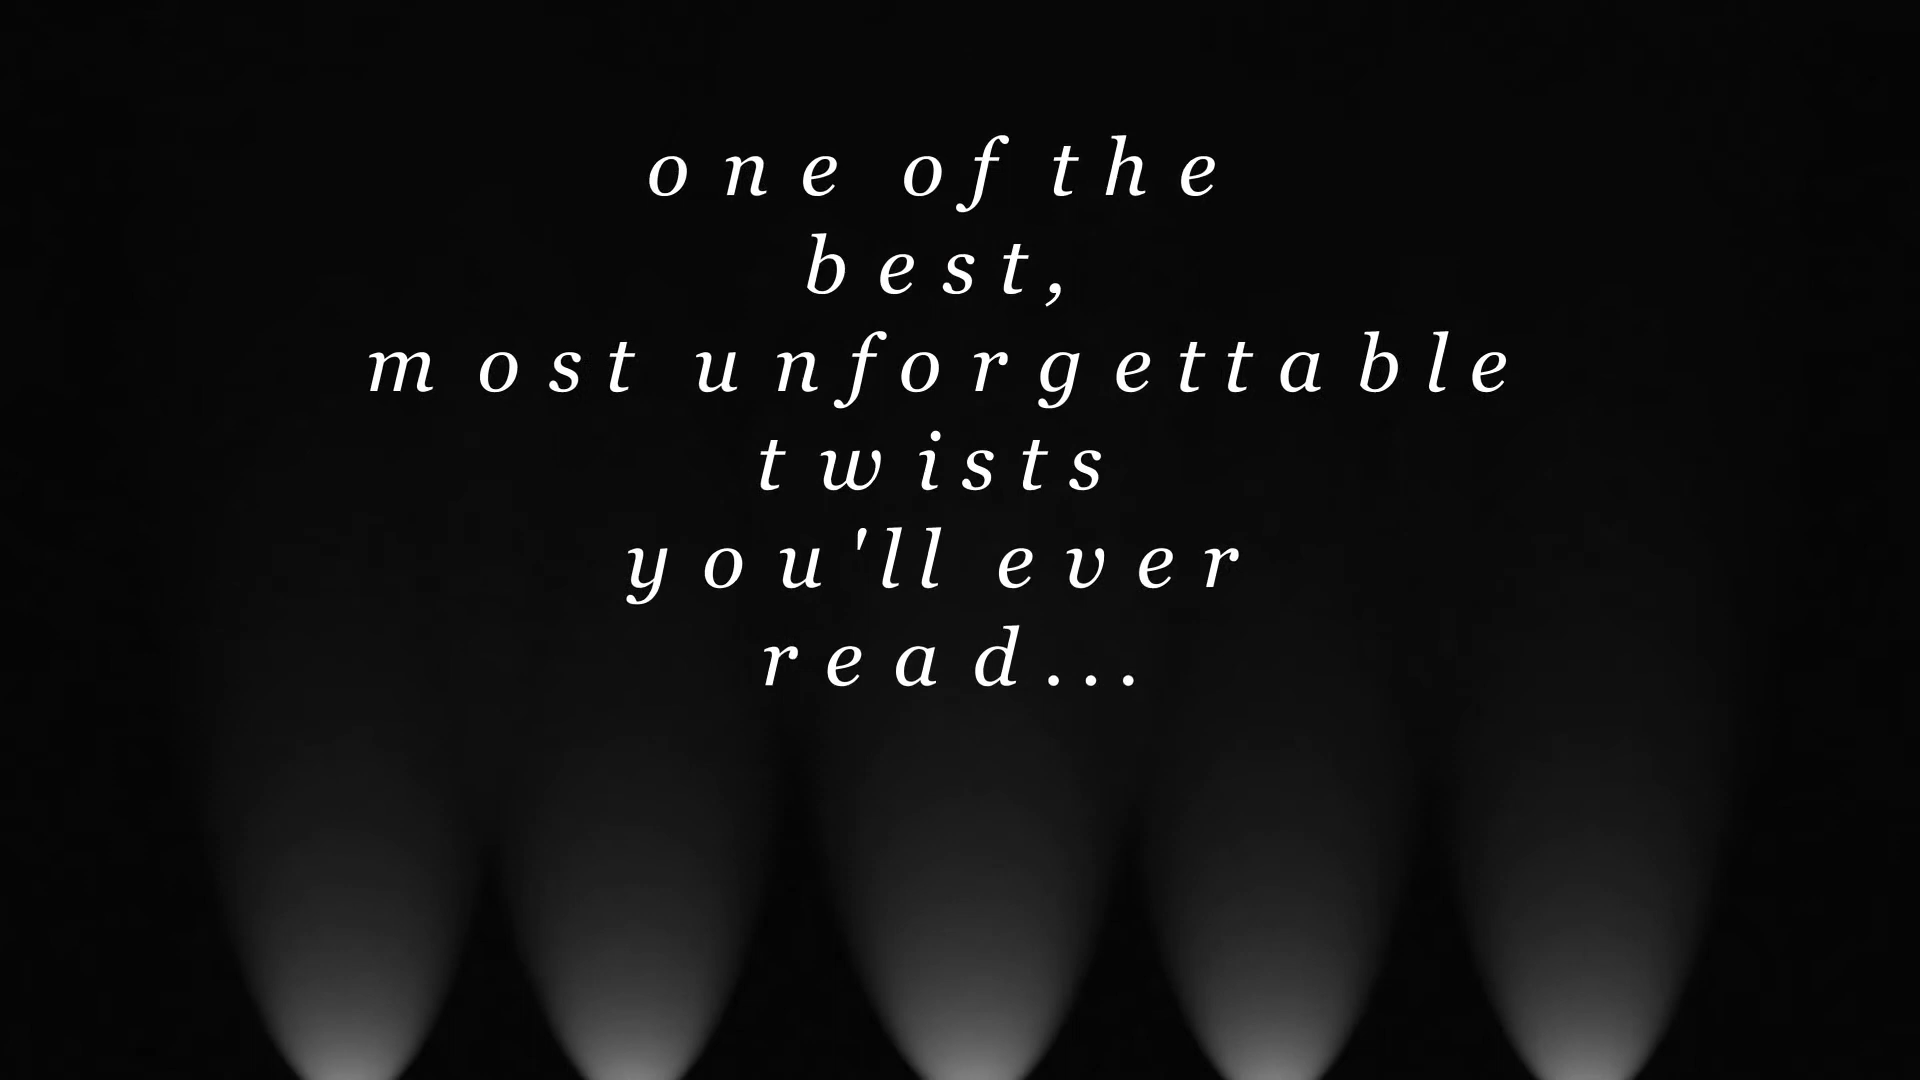 one of the
best,
most unforgettable
twists
you'll ever
read...